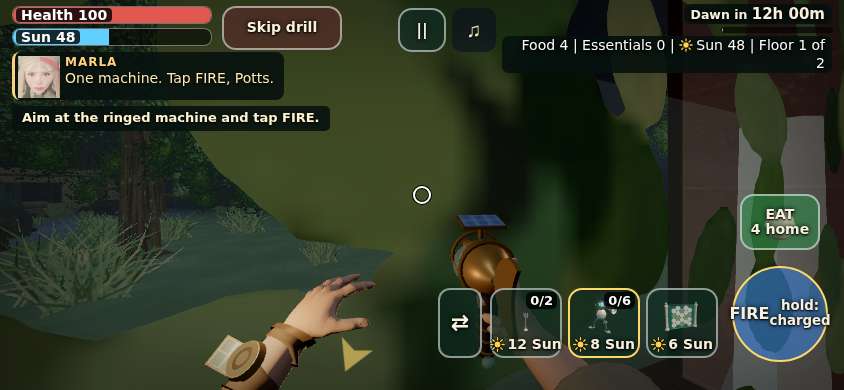 Health 100
Sun 48
Skip drill
Dawn in 12h 00m
Food 4 | Essentials 0 | ☀Sun 48 | Floor 1 of
2
MARLA
One machine. Tap FIRE, Potts.
Aim at the ringed machine and tap FIRE.
EAT
4 home
FIRE hold:
charged
0/2
☀12 Sun
0/6
☀8 Sun
☀6 Sun